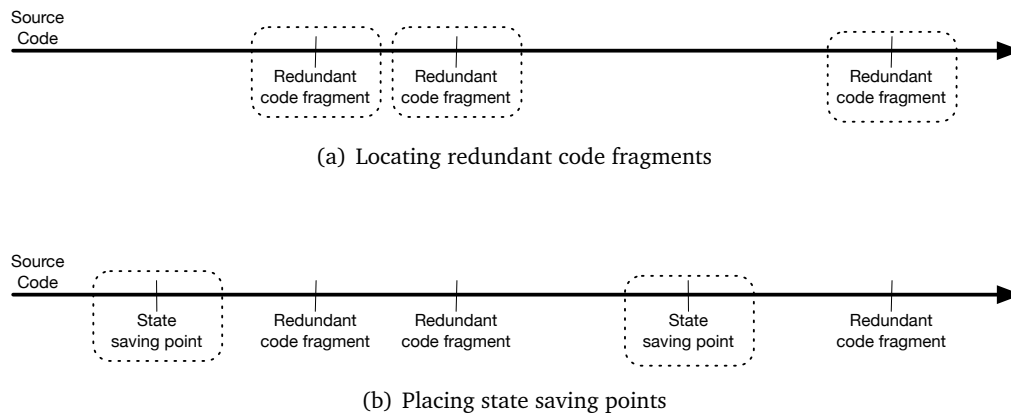 Source
Code
Redundant
code fragment
Redundant
code fragment
Redundant
code fragment
(a) Locating redundant code fragments
Source
Code
State
saving point
Redundant
code fragment
Redundant
code fragment
State
saving point
Redundant
code fragment
(b) Placing state saving points